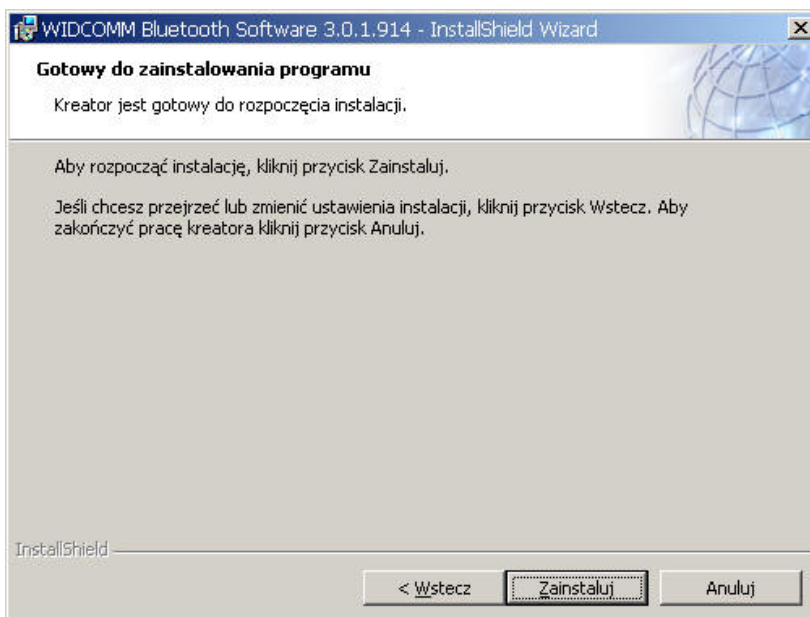 WIDCOMM Bluetooth Software 3.0.1.914 - InstallShield Wizard
Gotowy do zainstalowania programu
Kreator jest gotowy do rozpoczęcia instalacji.
Aby rozpocząć instalację, kliknij przycisk Zainstaluj.
Jeśli chcesz przejrzeć lub zmienić ustawienia instalacji, kliknij przycisk Wstecz. Aby
zakończyć pracę kreatora kliknij przycisk Anuluj.
InstallShield
< Wstecz Zainstaluj Anuluj